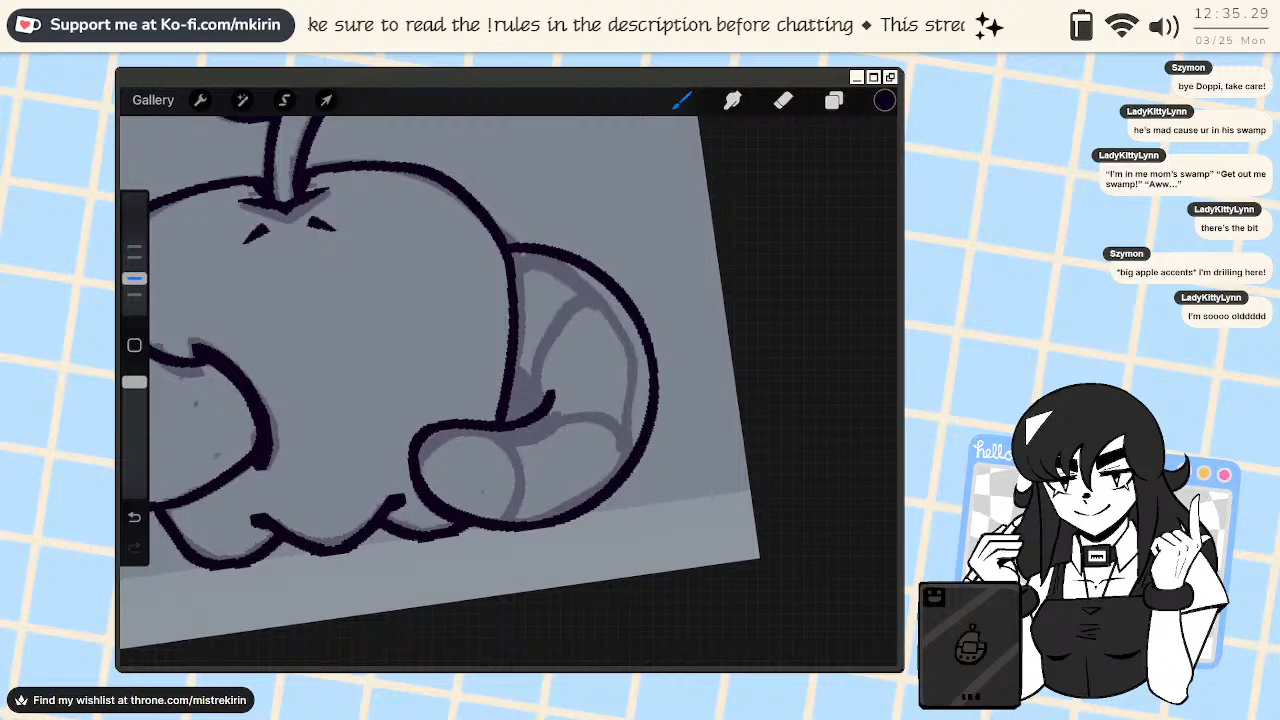 Support me at Ko-fi.com/mkirin
ke sure to read the !rules in the description before chatting ◆ This strea
12:35.29
03/25 Mon
Gallery
Szymon
bye Doppi, take care!
LadyKittyLynn
he's mad cause ur in his swamp
LadyKittyLynn
"I'm in me mom's swamp" "Get out me
swamp!" "Aww..."
LadyKittyLynn
there's the bit
Szymon
*big apple accents* I'm drilling here!
LadyKittyLynn
I'm soooo olddddd
hello
Find my wishlist at throne.com/mistrekirin